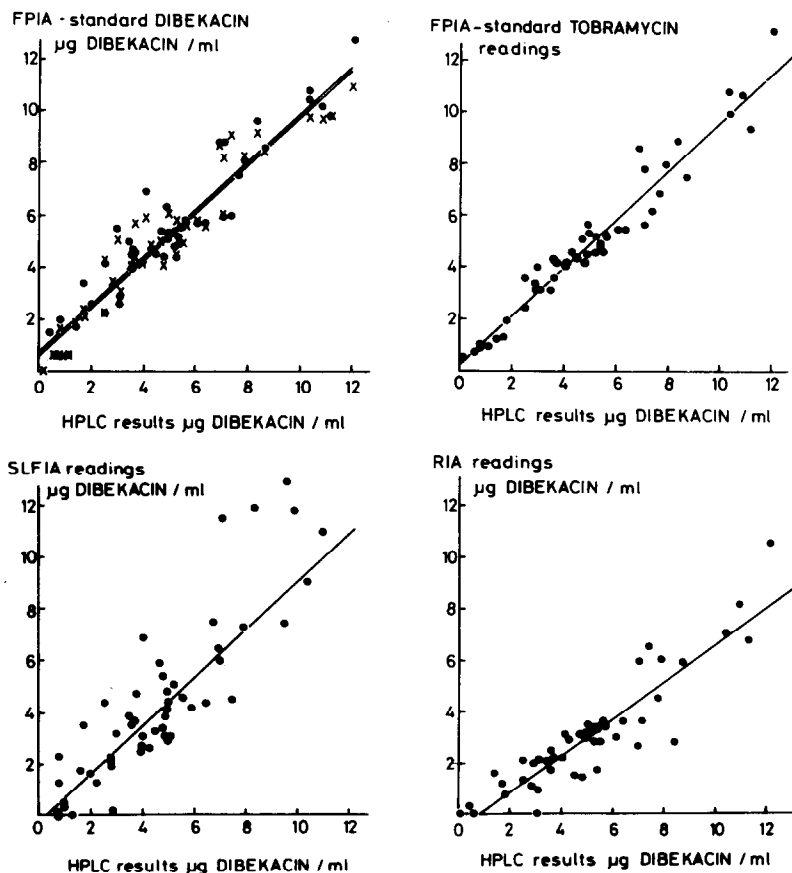 FPIA - standard DIBEKACIN
µg DIBEKACIN / ml
12
10
8
6
4
2
0 2 4 6 8 10 12
HPLC results µg DIBEKACIN / ml
FPIA-standard TOBRAMYCIN
readings
12
10
8
6
4
2
0 2 4 6 8 10 12
HPLC results µg DIBEKACIN / ml
SLFIA readings
µg DIBEKACIN / ml
12
10
8
6
4
2
0
0 2 4 6 8 10 12
HPLC results µg DIBEKACIN / ml
RIA readings
µg DIBEKACIN / ml
12
10
8
6
4
2
0
0 2 4 6 8 10 12
HPLC results µg DIBEKACIN / ml